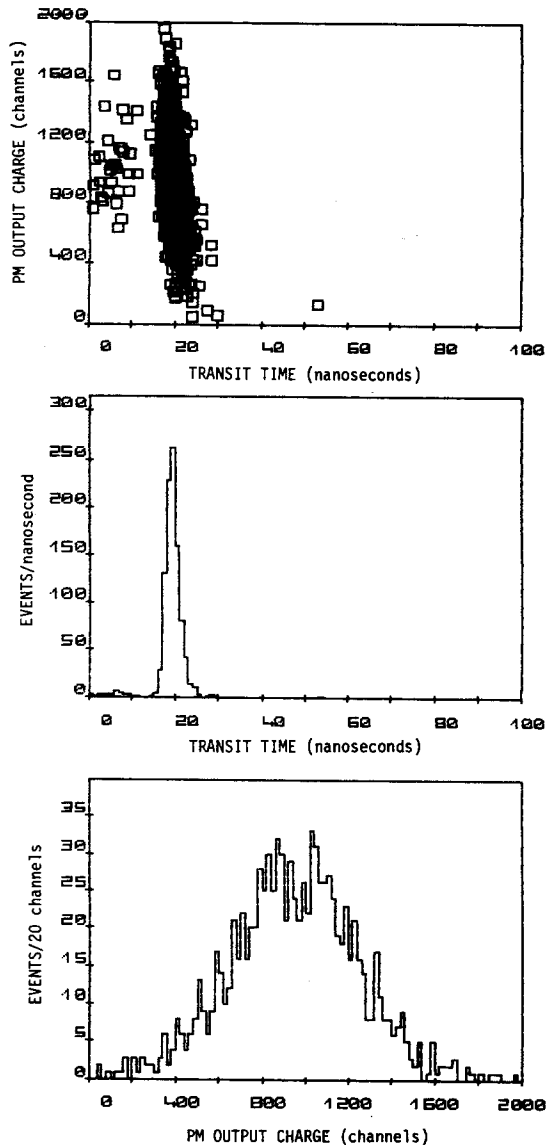 2000
1600
1200
800
400
0
PM OUTPUT CHARGE (channels)
0 20 40 60 80 100
TRANSIT TIME (nanoseconds)
300
250
200
150
100
50
0
EVENTS/nanosecond
0 20 40 60 80 100
TRANSIT TIME (nanoseconds)
35
30
25
20
15
10
5
0
EVENTS/20 channels
0 400 800 1200 1600 2000
PM OUTPUT CHARGE (channels)